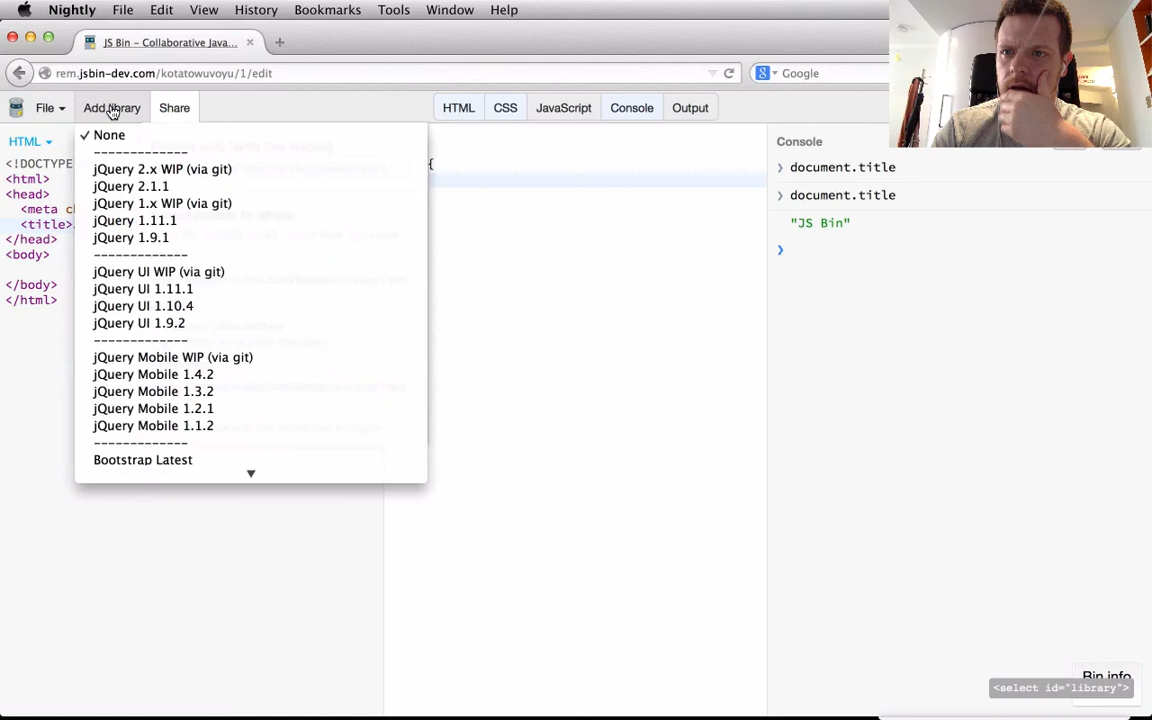 Nightly File Edit View History Bookmarks Tools Window Help
JS Bin – Collaborative Java...
rem.jsbin-dev.com/kotatowuvoyu/1/edit
Google
File
Add library
Share
HTML
CSS
JavaScript
Console
Output
HTML
<!DOCTYPE
<html>
<head>
<meta c
<title>
</head>
<body>
</body>
</html>
✓ None
-------------
jQuery 2.x WIP (via git)
jQuery 2.1.1
jQuery 1.x WIP (via git)
jQuery 1.11.1
jQuery 1.9.1
-------------
jQuery UI WIP (via git)
jQuery UI 1.11.1
jQuery UI 1.10.4
jQuery UI 1.9.2
-------------
jQuery Mobile WIP (via git)
jQuery Mobile 1.4.2
jQuery Mobile 1.3.2
jQuery Mobile 1.2.1
jQuery Mobile 1.1.2
-------------
Bootstrap Latest
{
Console
document.title
document.title
"JS Bin"
Bin info
<select id="library">